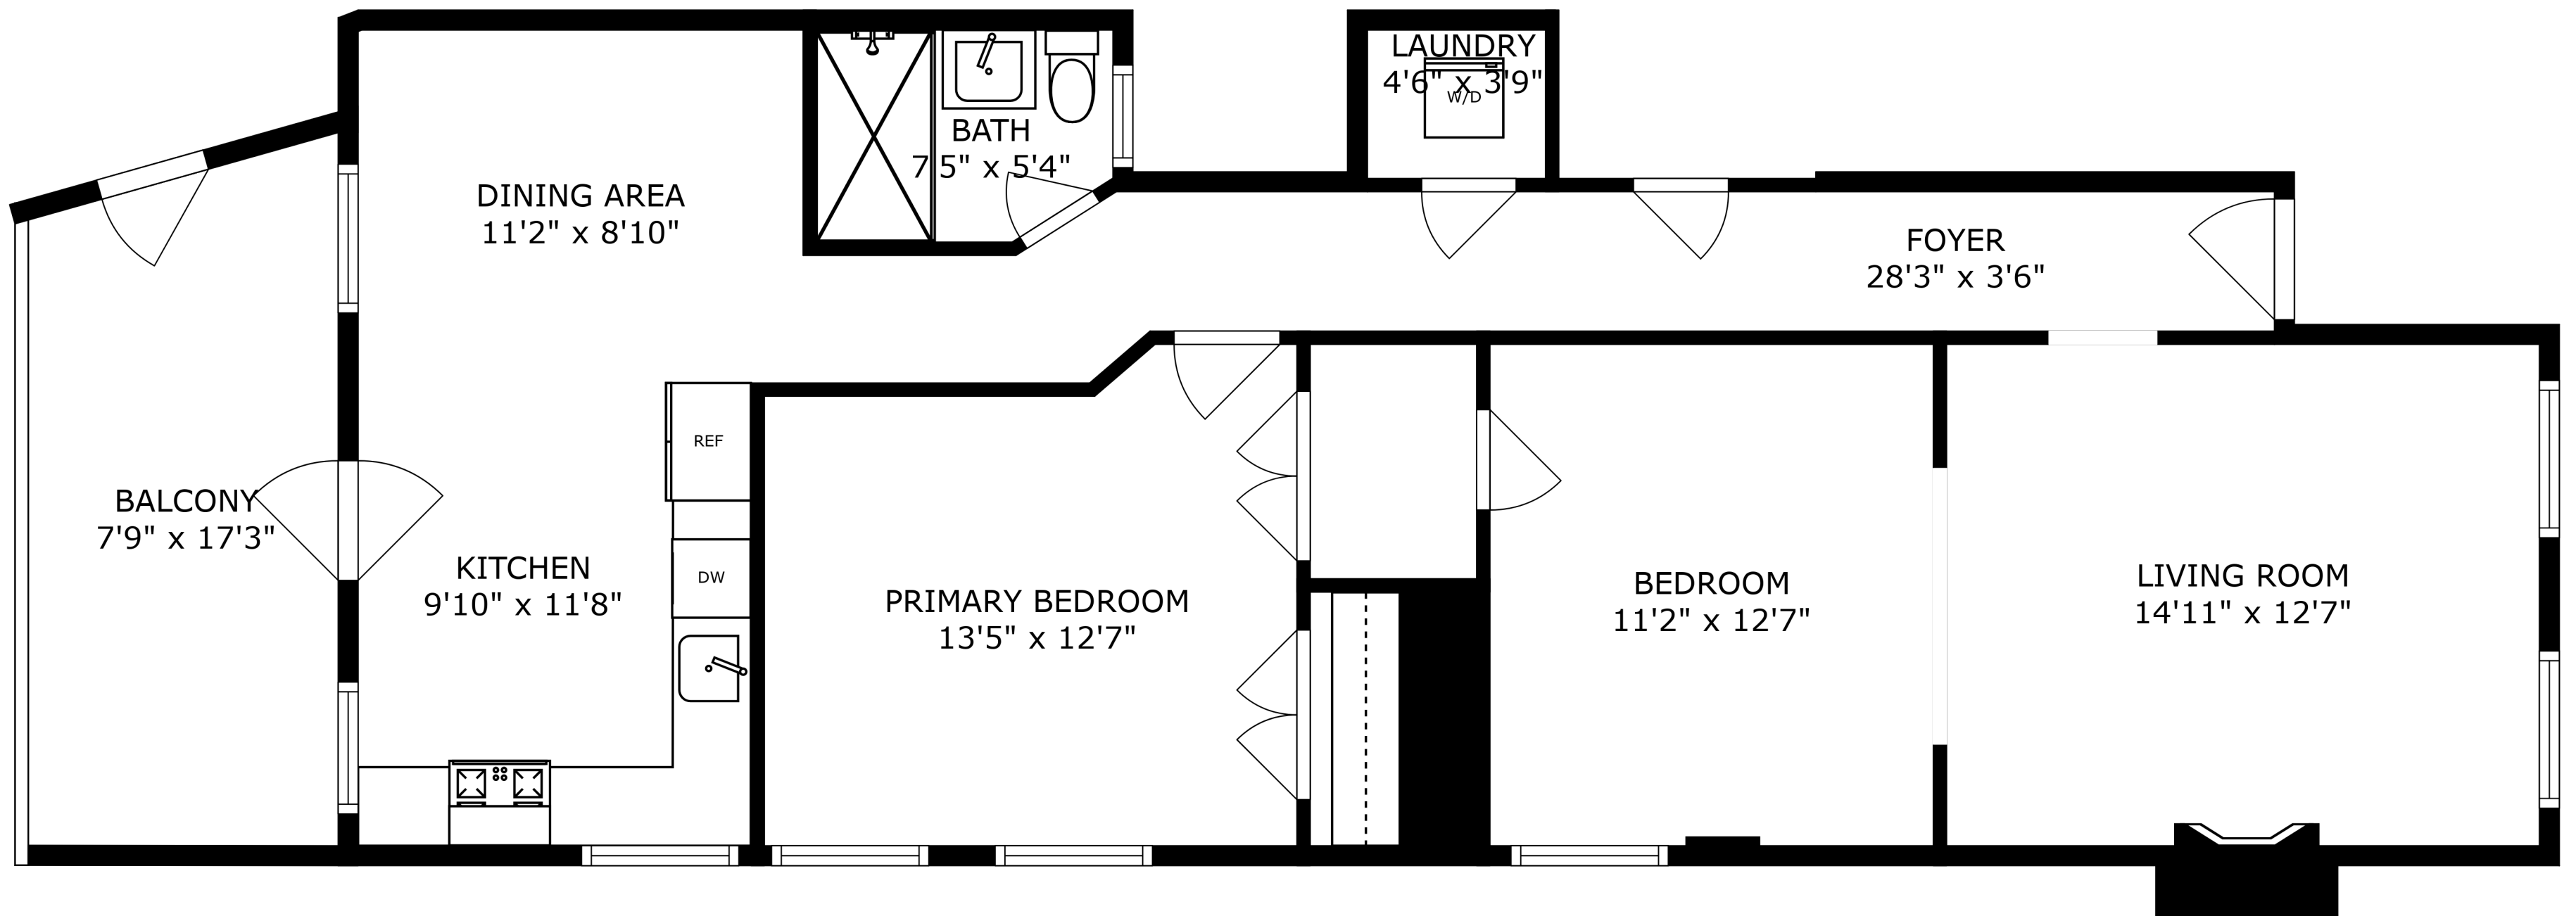 LAUNDRY
4'6" x 3'9"
W/D
BATH
7'5" x 5'4"
DINING AREA
11'2" x 8'10"
FOYER
28'3" x 3'6"
REF
BALCONY
7'9" x 17'3"
KITCHEN
9'10" x 11'8"
DW
PRIMARY BEDROOM
13'5" x 12'7"
BEDROOM
11'2" x 12'7"
LIVING ROOM
14'11" x 12'7"